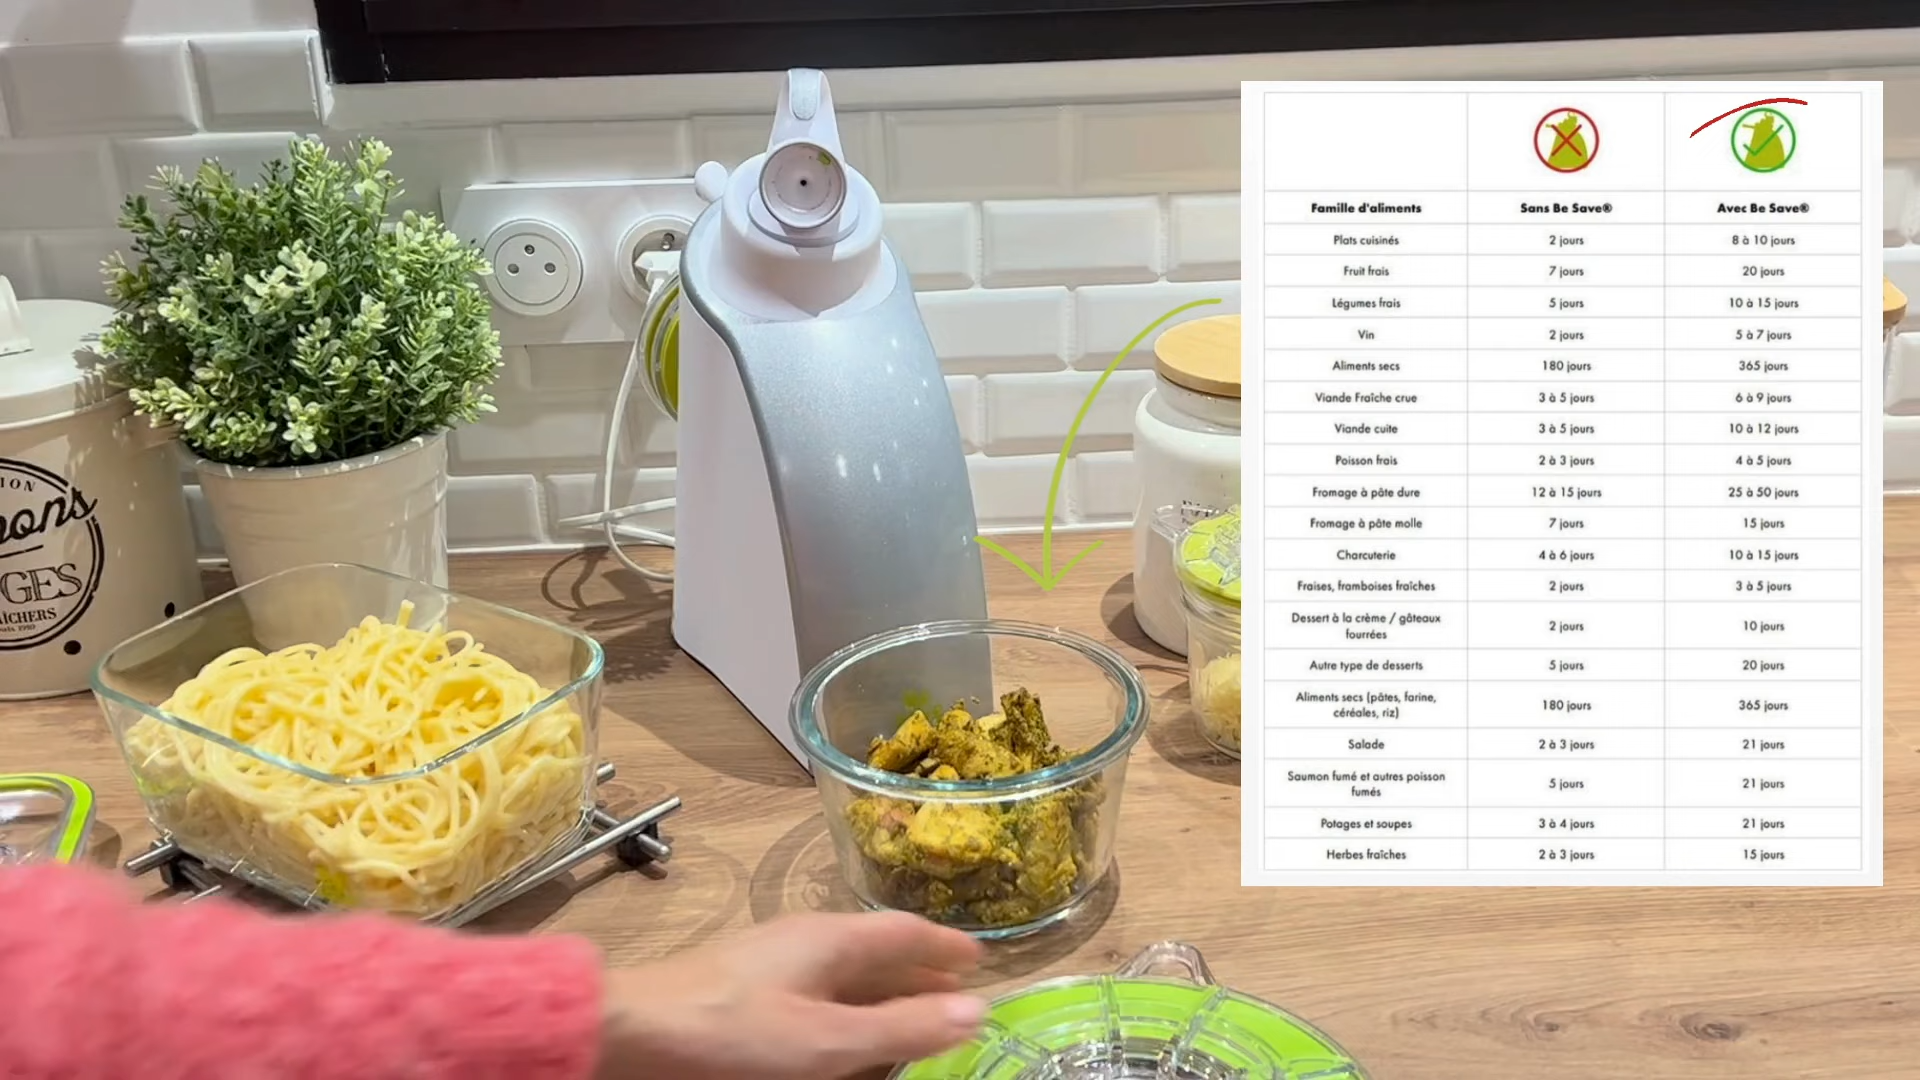 ION
GES
AÎCHERS
Famille d'aliments Sans Be Save® Avec Be Save®
Plats cuisinés 2 jours 8 à 10 jours
Fruit frais 7 jours 20 jours
Légumes frais 5 jours 10 à 15 jours
Vin 2 jours 5 à 7 jours
Aliments secs 180 jours 365 jours
Viande Fraîche crue 3 à 5 jours 6 à 9 jours
Viande cuite 3 à 5 jours 10 à 12 jours
Poisson frais 2 à 3 jours 4 à 5 jours
Fromage à pâte dure 12 à 15 jours 25 à 50 jours
Fromage à pâte molle 7 jours 15 jours
Charcuterie 4 à 6 jours 10 à 15 jours
Fraises, framboises fraîches 2 jours 3 à 5 jours
Dessert à la crème / gâteaux
fourrées 2 jours 10 jours
Autre type de desserts 5 jours 20 jours
Aliments secs (pâtes, farine,
céréales, riz) 180 jours 365 jours
Salade 2 à 3 jours 21 jours
Saumon fumé et autres poisson
fumés 5 jours 21 jours
Potages et soupes 3 à 4 jours 21 jours
Herbes fraîches 2 à 3 jours 15 jours